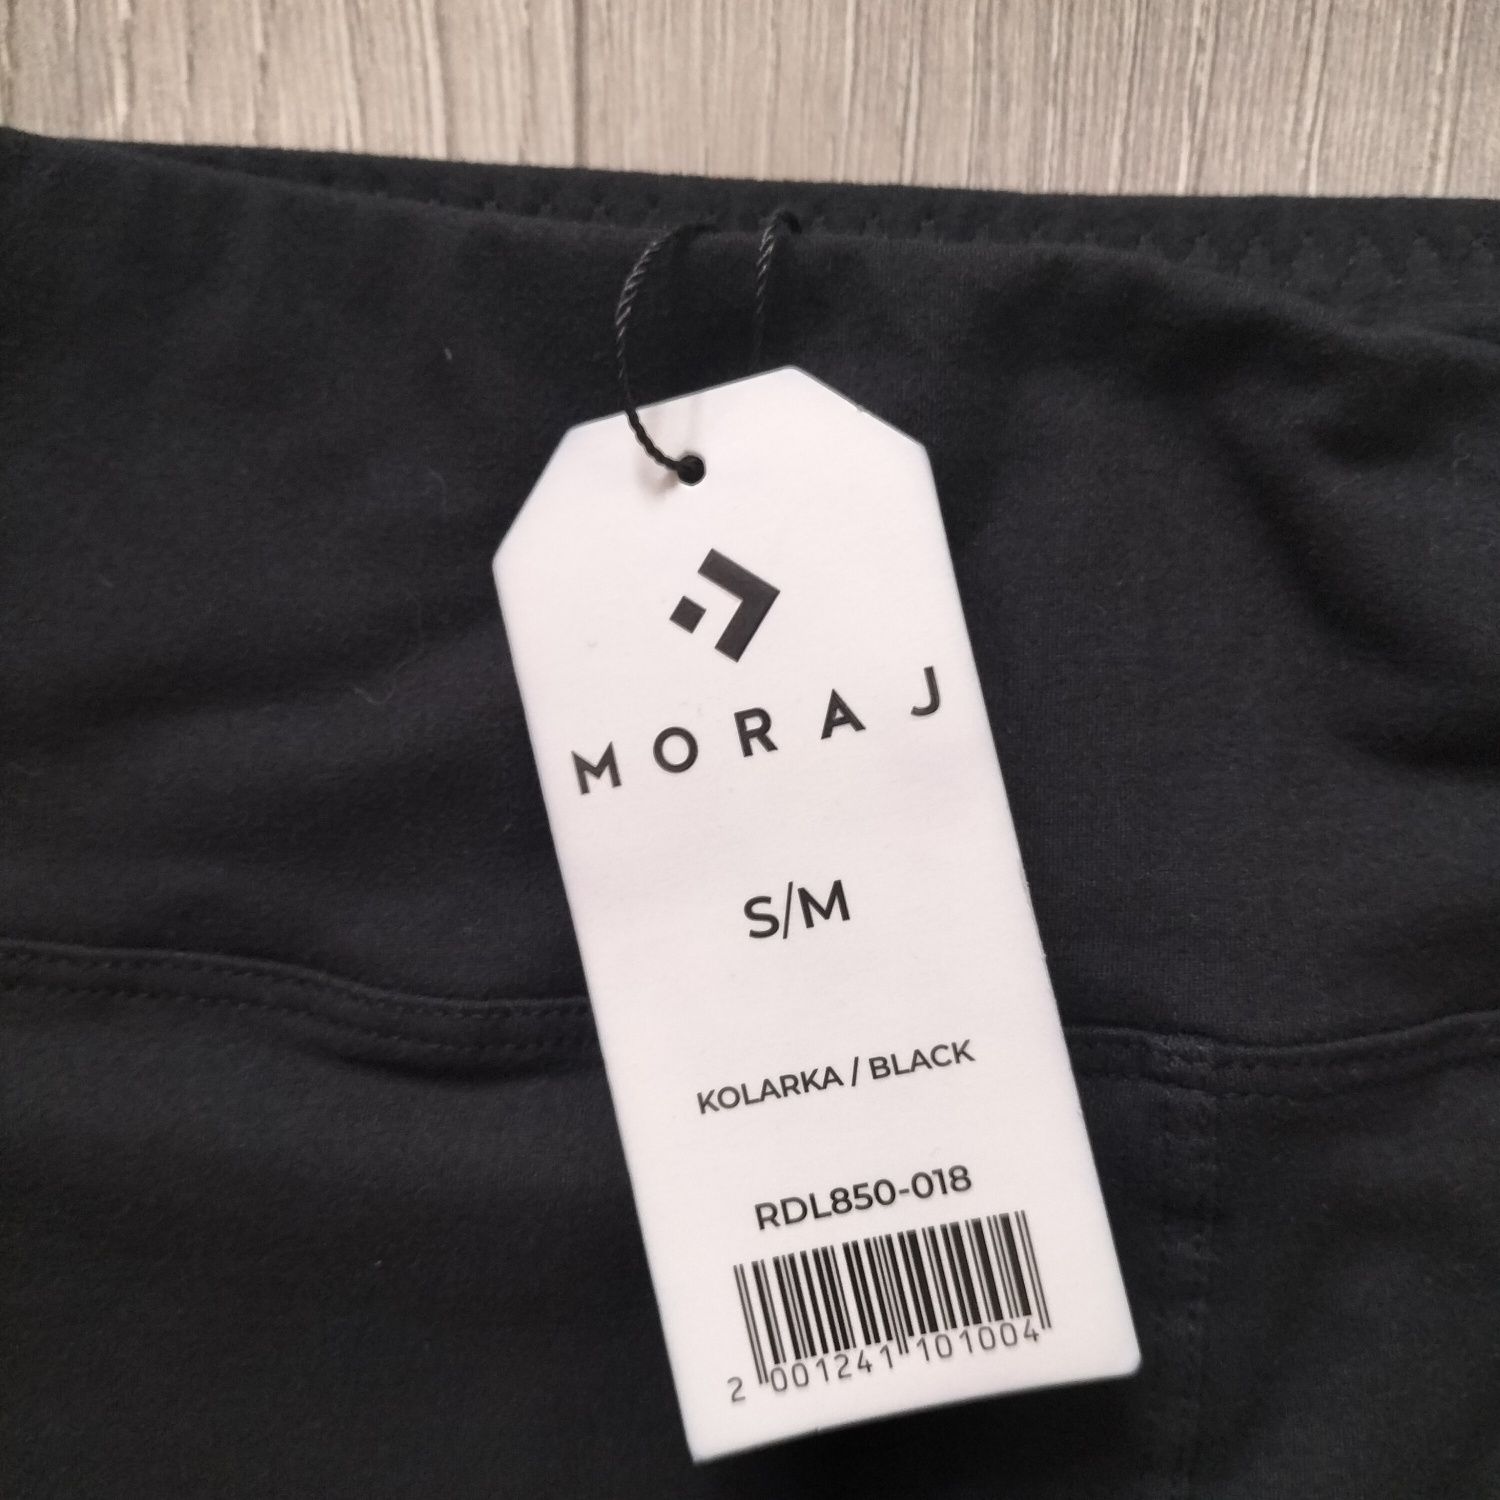 MORAJ
S/M
KOLARKA / BLACK
RDL850-018
2 001241 101004